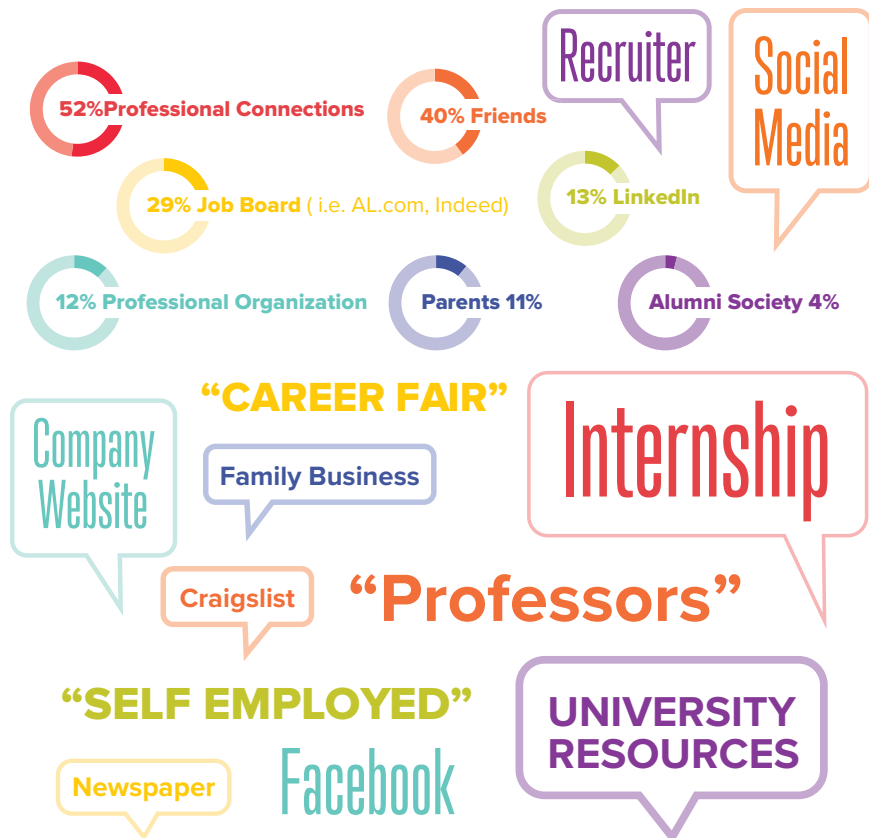 Recruiter
Social
Media
52%Professional Connections
40% Friends
29% Job Board ( i.e. AL.com, Indeed)
13% LinkedIn
12% Professional Organization
Parents 11%
Alumni Society 4%
“CAREER FAIR”
Company
Website
Family Business
Internship
Craigslist
“Professors”
“SELF EMPLOYED”
UNIVERSITY
RESOURCES
Newspaper
Facebook